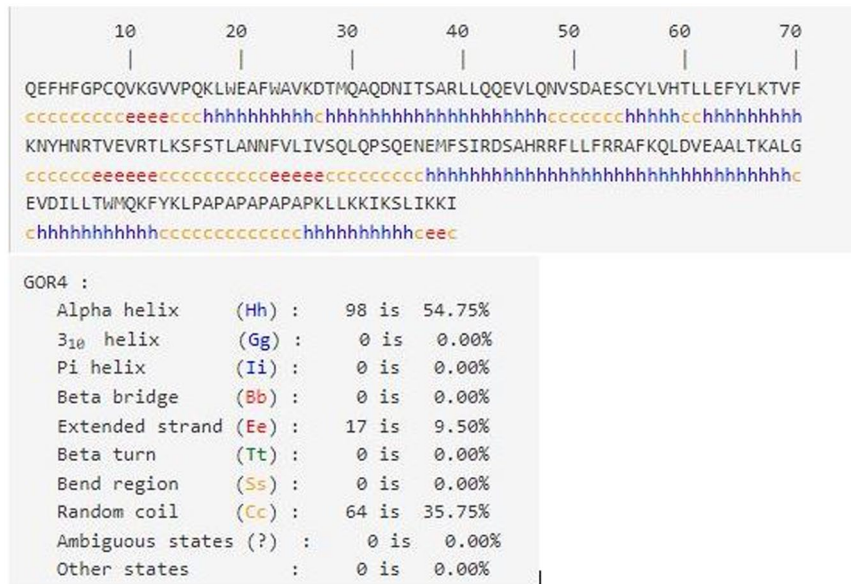 10 20 30 40 50 60 70
| | | | | | |
QEFHFGPCQVKGVVPQKLWEAFWAVKDTMQAQDNITSARLLQQEVLQNVSDAESCYLVHTLLEFYLKTVF
ccccccccceeeeccchhhhhhhhhhchhhhhhhhhhhhhhhhhhhhccccccchhhhhcchhhhhhhhh
KNYHNRTVEVRTLKSFSTLANNFVLIVSQLQPSQENEMFSIRDSAHRRFLLFRRAFKQLDVEAALTKALG
cccccceeeeeecccccccccceeeeeccccccccchhhhhhhhhhhhhhhhhhhhhhhhhhhhhhhhhc
EVDILLTWMQKFYKLPAPAPAPAPAPKLLKKIKSLIKKI
chhhhhhhhhhhccccccccccccchhhhhhhhhhceec
GOR4 :
Alpha helix (Hh) : 98 is 54.75%
3₁₀ helix (Gg) : 0 is 0.00%
Pi helix (Ii) : 0 is 0.00%
Beta bridge (Bb) : 0 is 0.00%
Extended strand (Ee) : 17 is 9.50%
Beta turn (Tt) : 0 is 0.00%
Bend region (Ss) : 0 is 0.00%
Random coil (Cc) : 64 is 35.75%
Ambiguous states (?) : 0 is 0.00%
Other states : 0 is 0.00%